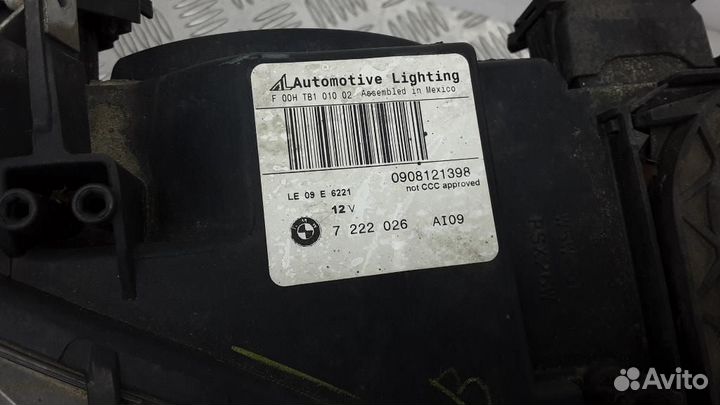 AL Automotive Lighting
F 00H TB1 010 02 Assembled in Mexico
0908121398
not CCC approved
LE 09 E 6221
12 V
7 222 026 AI09
Avito